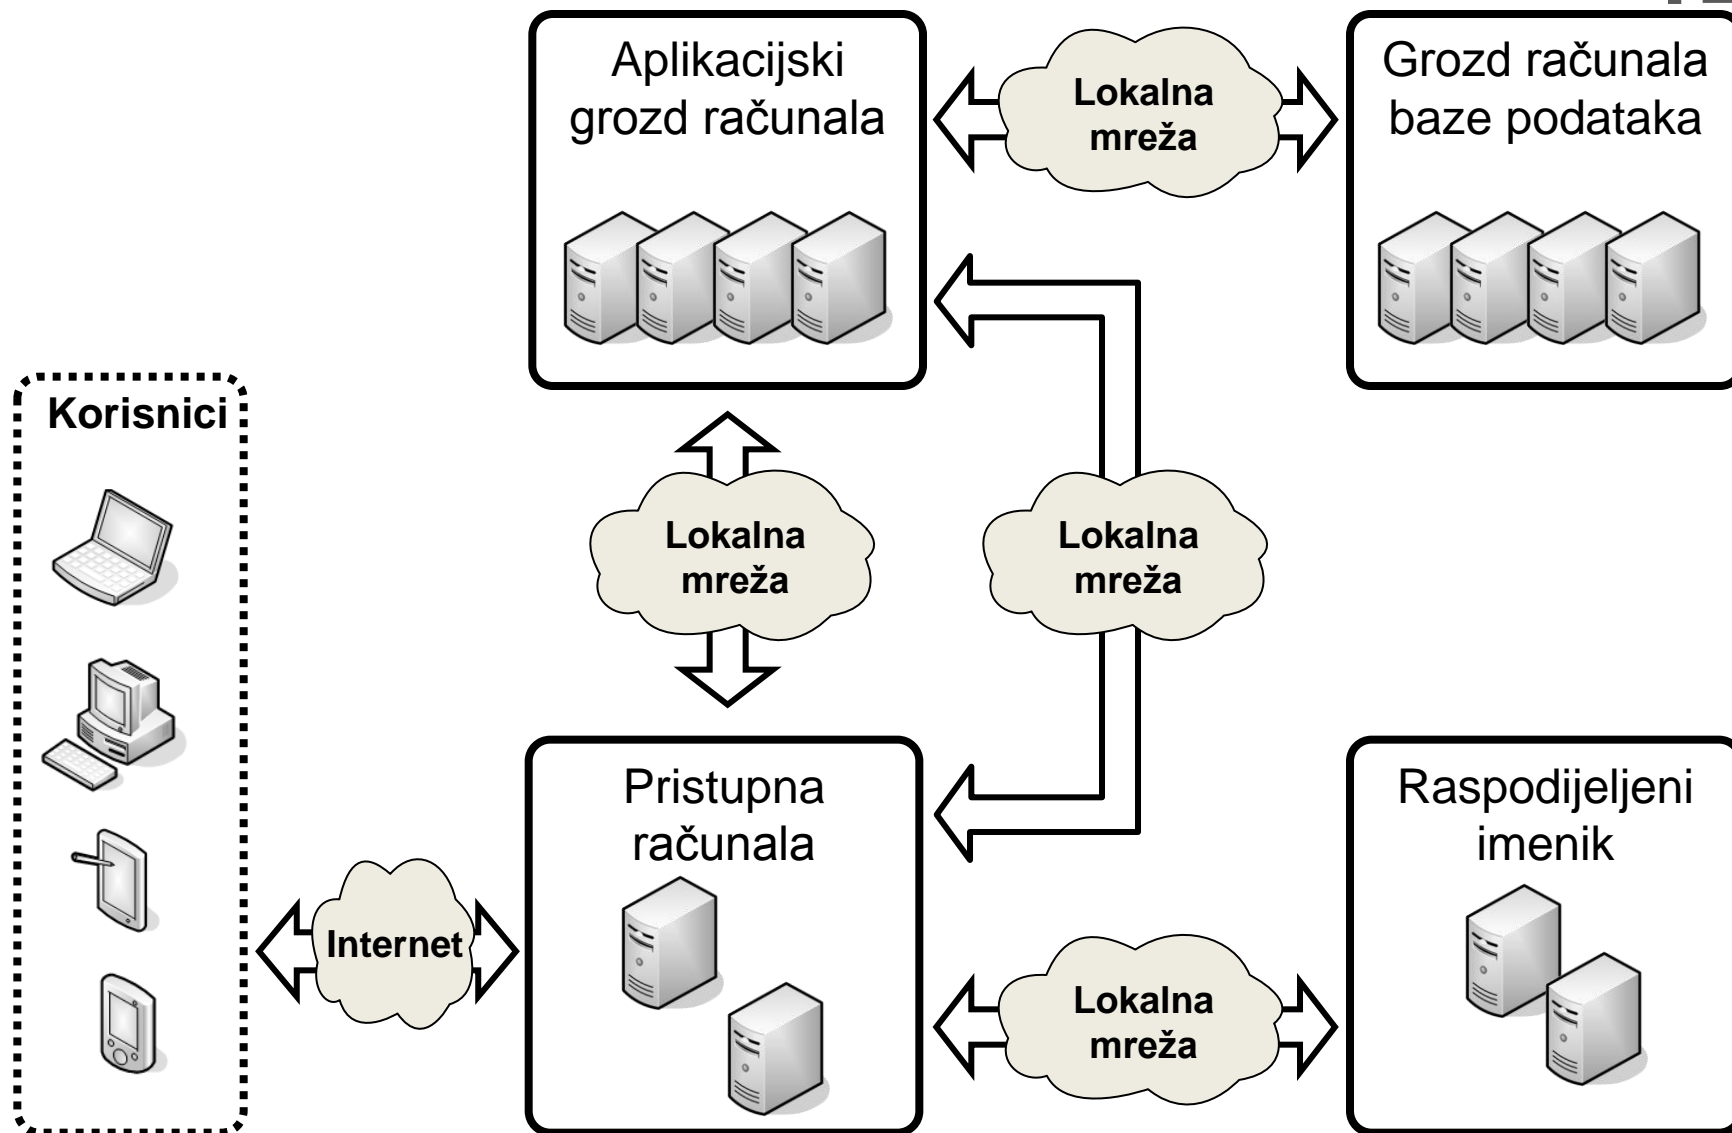 Aplikacijski
grozd računala
Lokalna
mreža
Grozd računala
baze podataka
Korisnici
Lokalna
mreža
Lokalna
mreža
Pristupna
računala
Raspodijeljeni
imenik
Internet
Lokalna
mreža